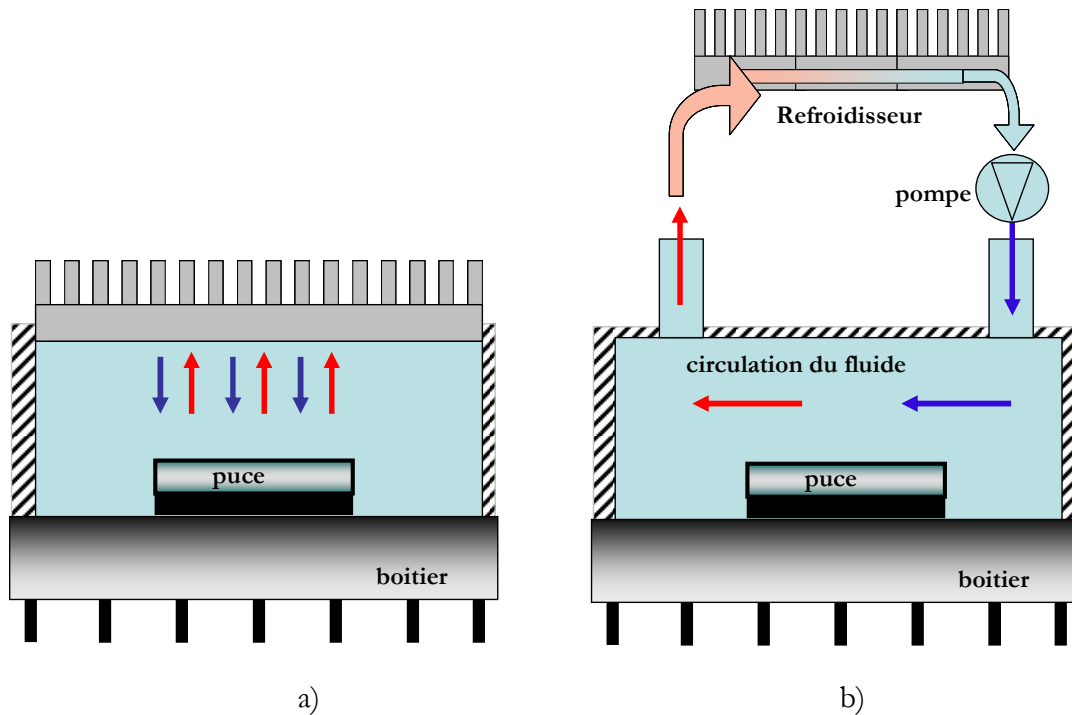 Refroidisseur
pompe
circulation du fluide
puce
puce
boitier
boitier
a)
b)